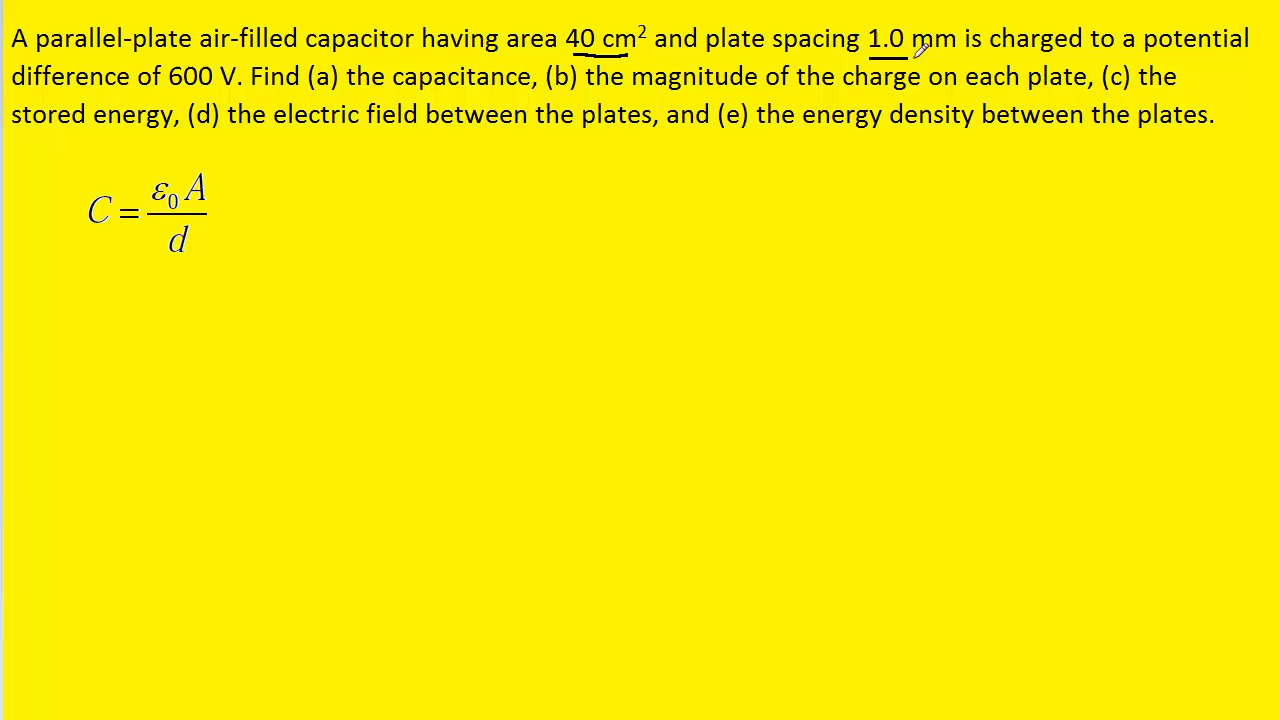 A parallel-plate air-filled capacitor having area 40 cm² and plate spacing 1.0 mm is charged to a potential
difference of 600 V. Find (a) the capacitance, (b) the magnitude of the charge on each plate, (c) the
stored energy, (d) the electric field between the plates, and (e) the energy density between the plates.
C = ε₀ A / d